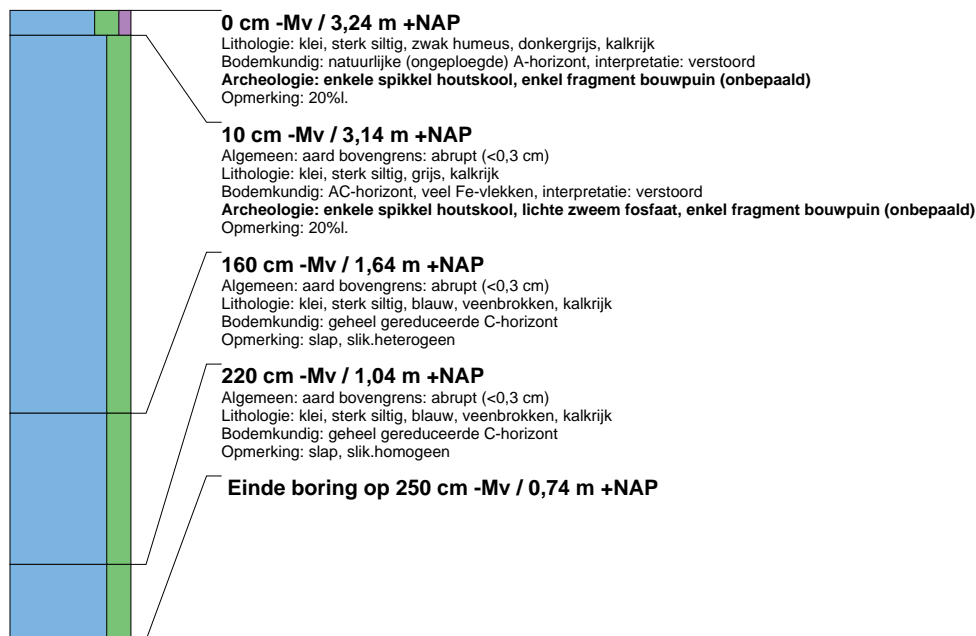 0 cm -Mv / 3,24 m +NAP
Lithologie: klei, sterk siltig, zwak humeus, donkergrijs, kalkrijk
Bodemkundig: natuurlijke (ongeploegde) A-horizont, interpretatie: verstoord
Archeologie: enkele spikkel houtskool, enkel fragment bouwpuin (onbepaald)
Opmerking: 20%l.
10 cm -Mv / 3,14 m +NAP
Algemeen: aard bovengrens: abrupt (<0,3 cm)
Lithologie: klei, sterk siltig, grijs, kalkrijk
Bodemkundig: AC-horizont, veel Fe-vlekken, interpretatie: verstoord
Archeologie: enkele spikkel houtskool, lichte zweem fosfaat, enkel fragment bouwpuin (onbepaald)
Opmerking: 20%l.
160 cm -Mv / 1,64 m +NAP
Algemeen: aard bovengrens: abrupt (<0,3 cm)
Lithologie: klei, sterk siltig, blauw, veenbrokken, kalkrijk
Bodemkundig: geheel gereduceerde C-horizont
Opmerking: slap, slik.heterogeen
220 cm -Mv / 1,04 m +NAP
Algemeen: aard bovengrens: abrupt (<0,3 cm)
Lithologie: klei, sterk siltig, blauw, veenbrokken, kalkrijk
Bodemkundig: geheel gereduceerde C-horizont
Opmerking: slap, slik.homogeen
Einde boring op 250 cm -Mv / 0,74 m +NAP